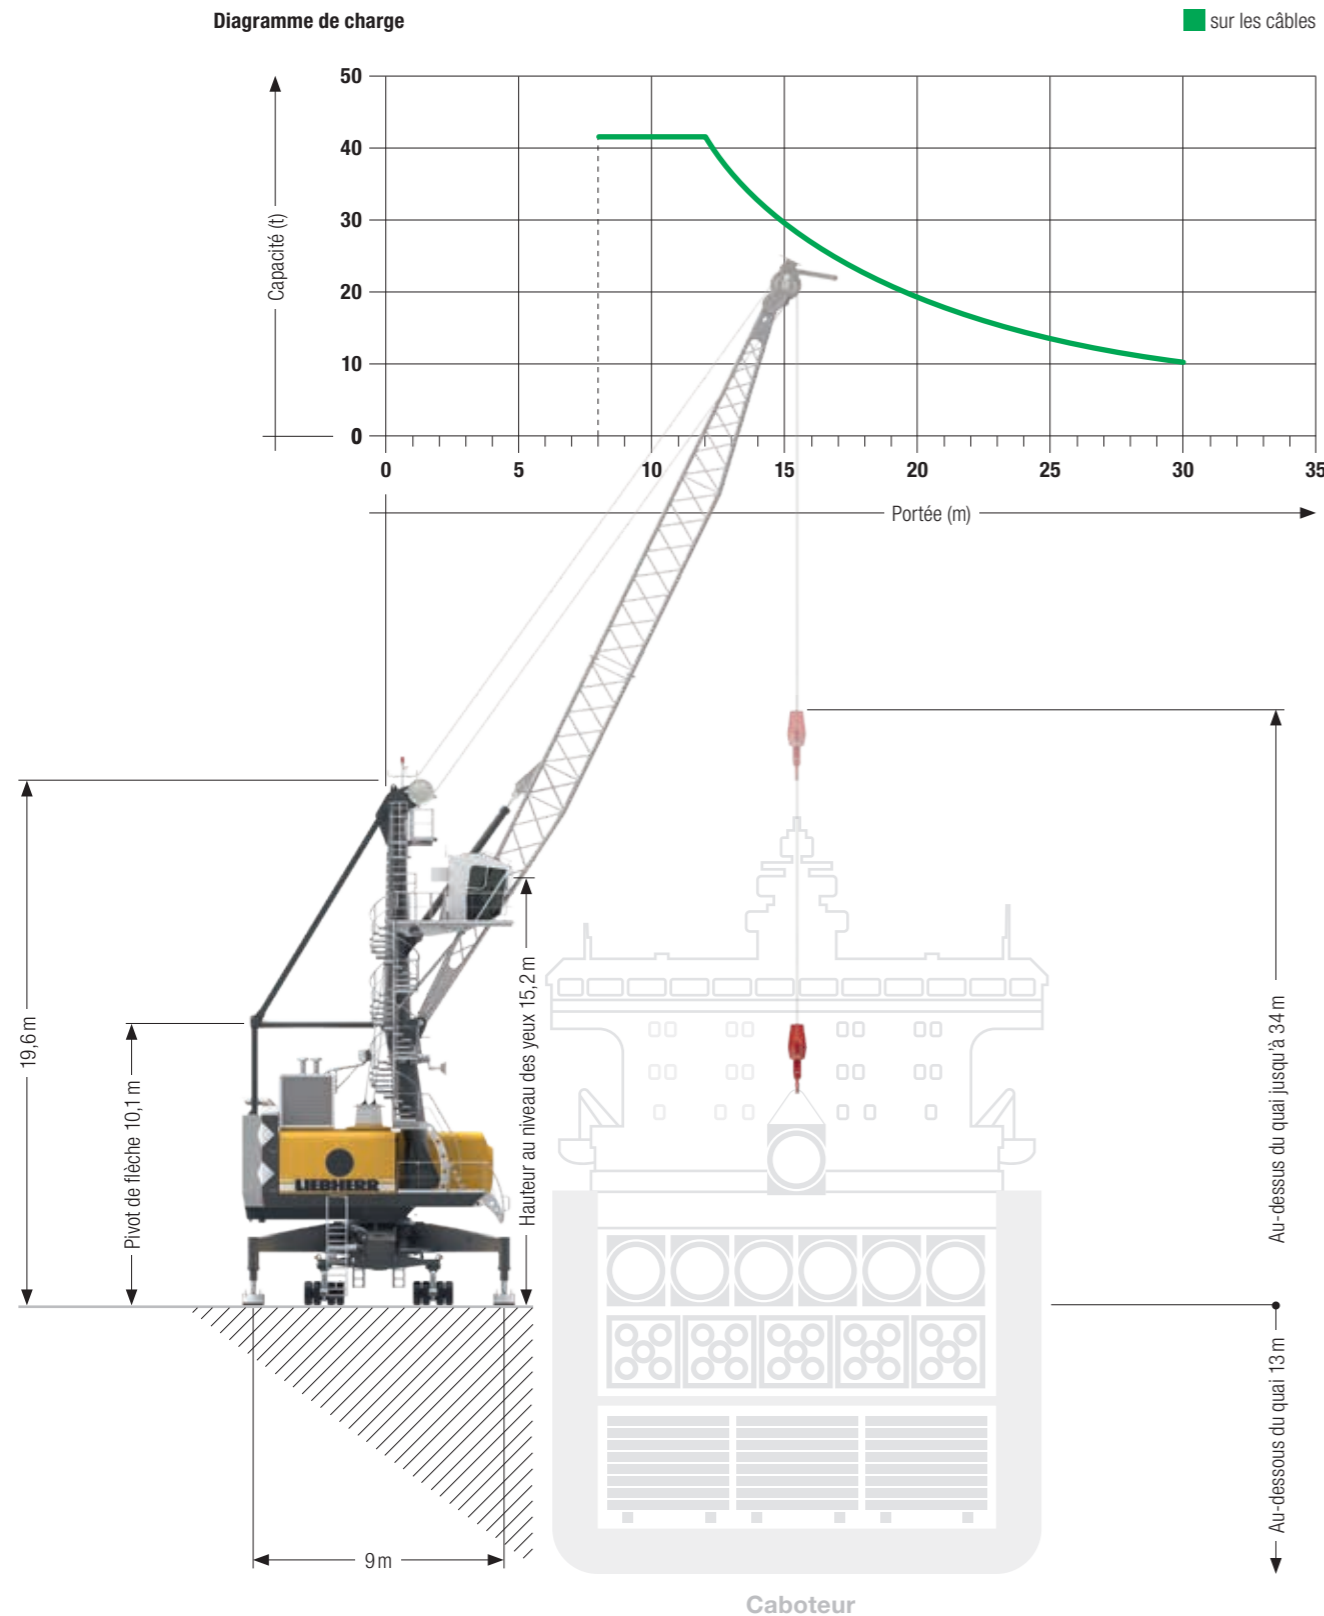 Diagramme de charge
sur les câbles
Capacité (t)
50
40
30
20
10
0
0 5 10 15 20 25 30 35
Portée (m)
19,6 m
Pivot de flèche 10,1 m
Hauteur au niveau des yeux 15,2 m
Au-dessus du quai jusqu'à 34 m
LIEBHERR
Au-dessous du quai 13 m
9 m
Caboteur